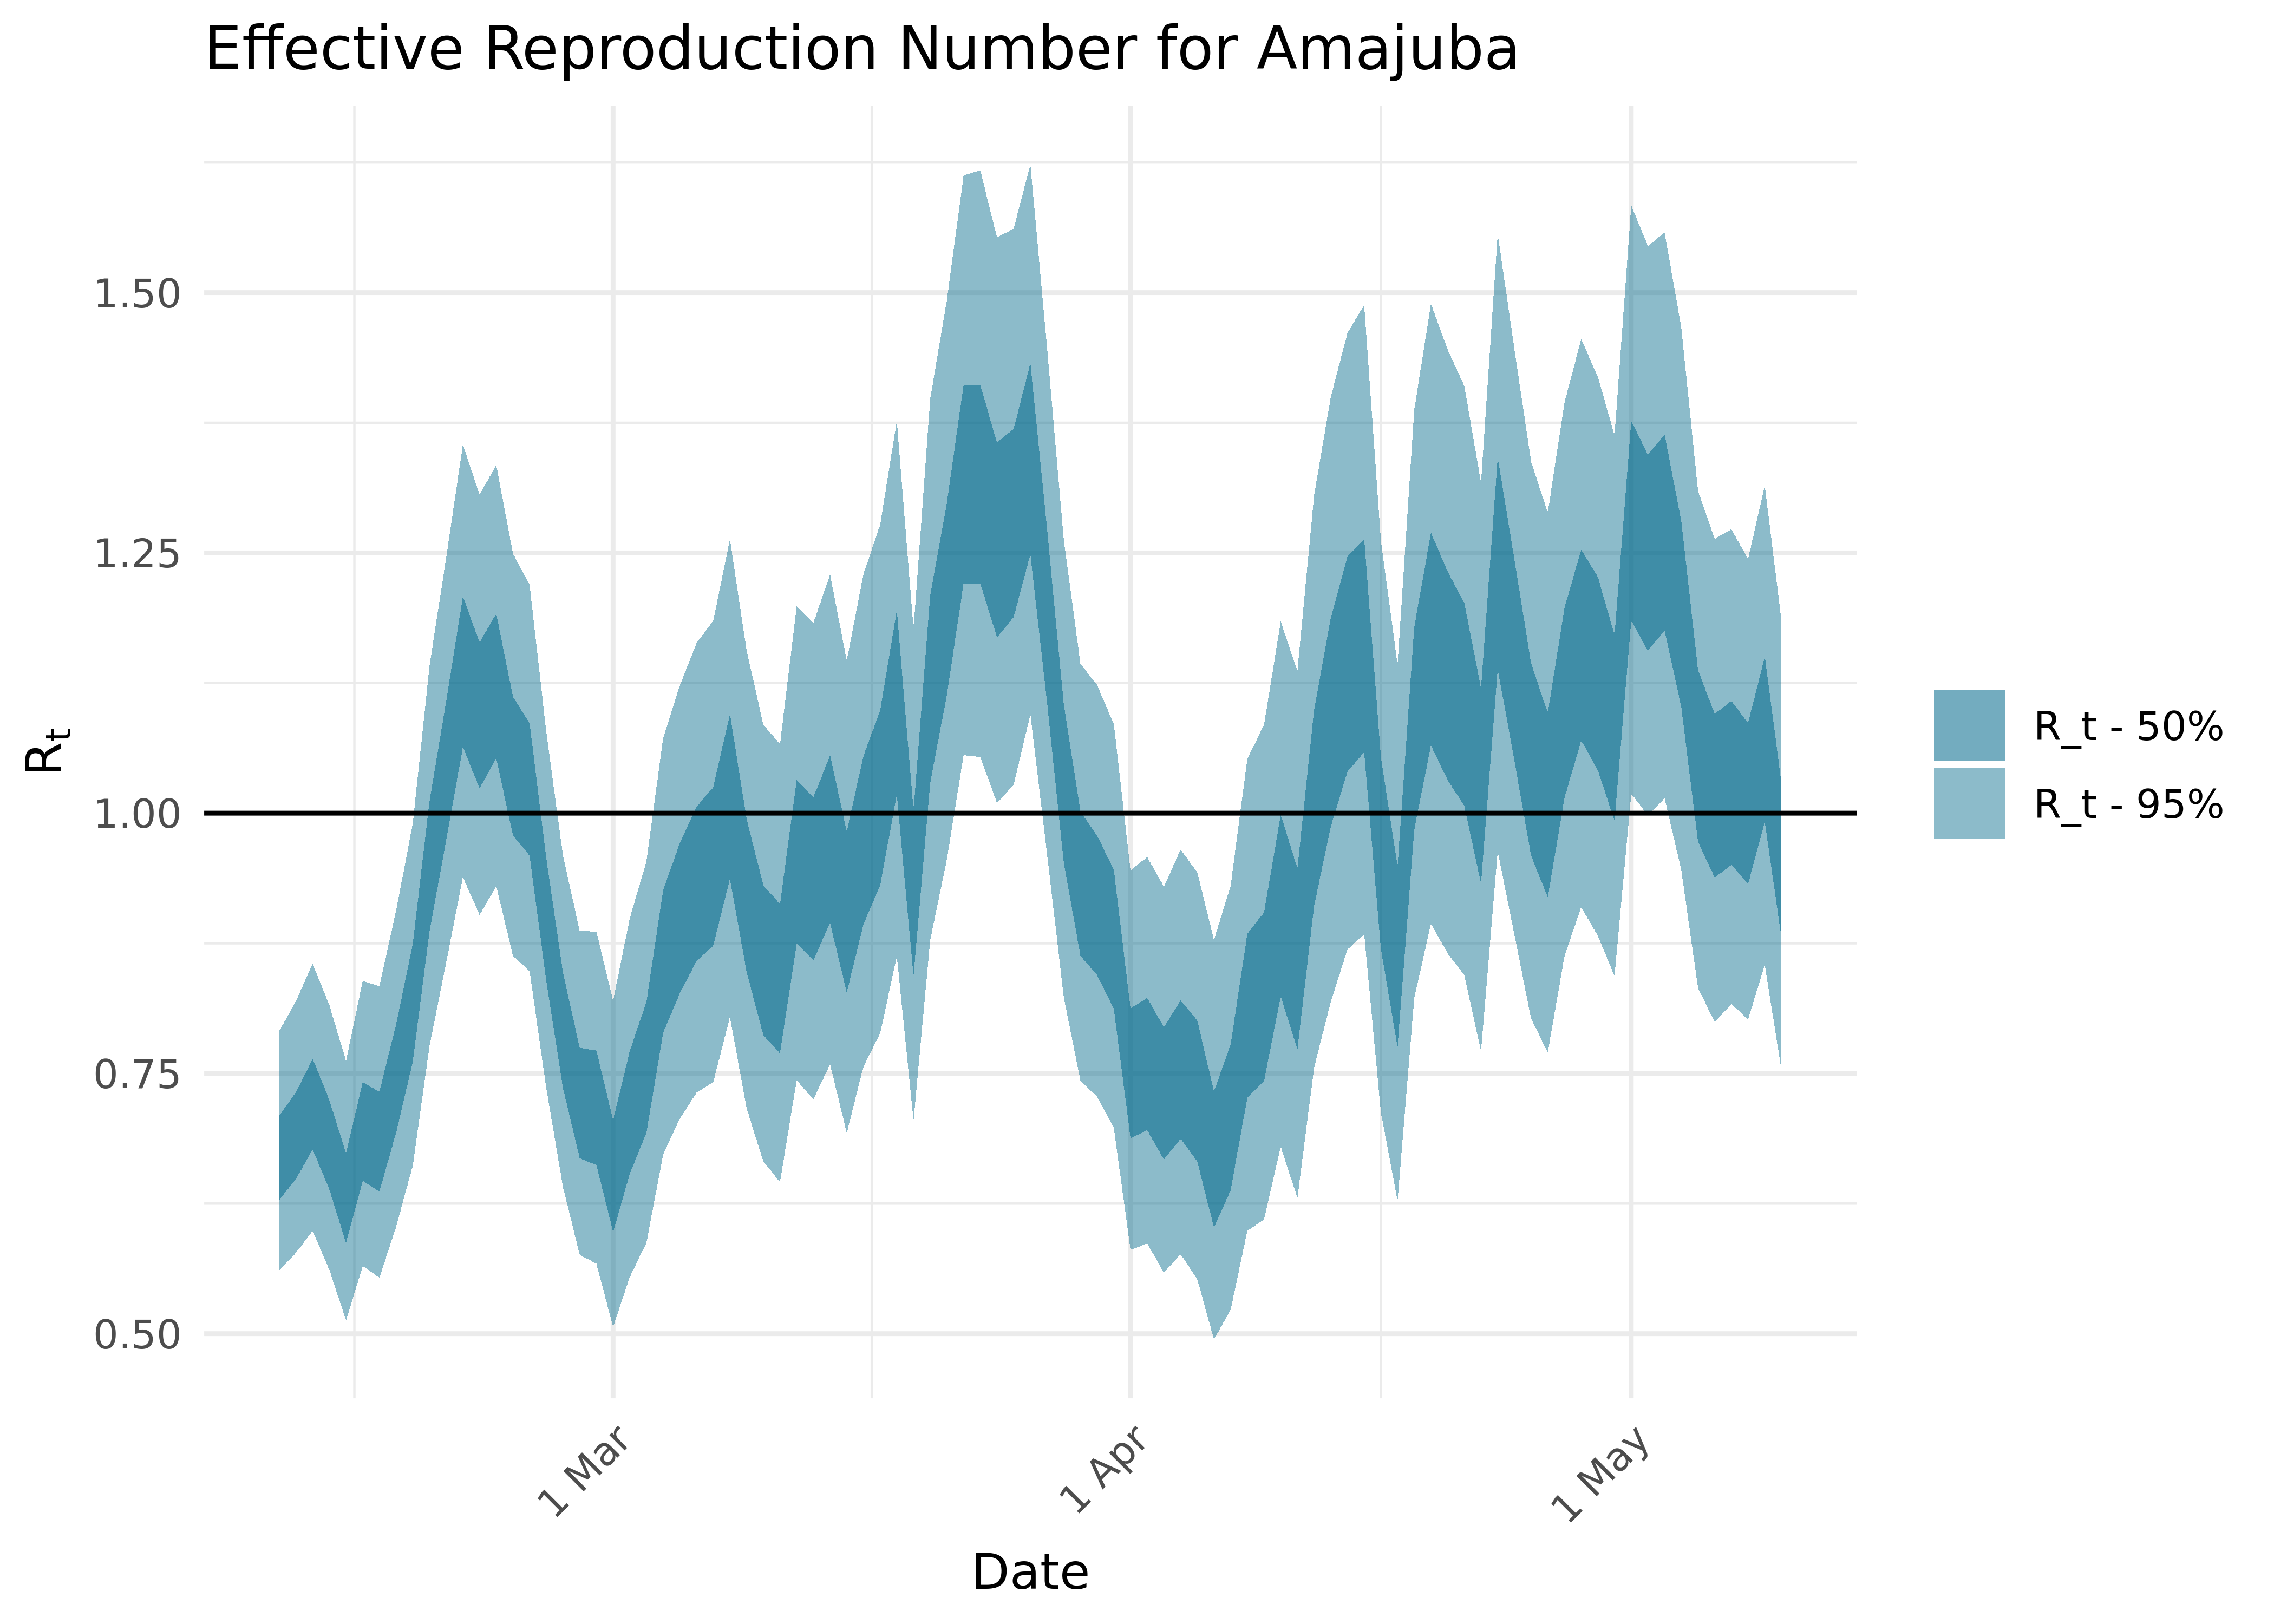 Effective Reproduction Number for Amajuba
1.50
1.25
1.00
0.75
0.50
Rt
1 Mar
1 Apr
1 May
Date
R_t - 50%
R_t - 95%